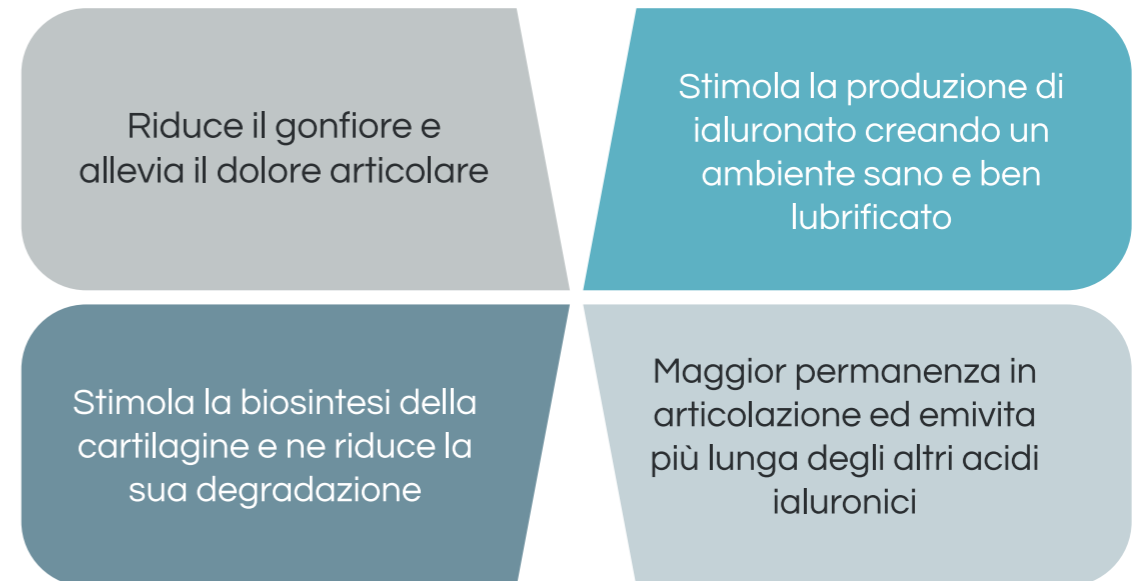 Riduce il gonfiore e
allevia il dolore articolare
Stimola la produzione di
ialuronato creando un
ambiente sano e ben
lubrificato
Stimola la biosintesi della
cartilagine e ne riduce la
sua degradazione
Maggior permanenza in
articolazione ed emivita
più lunga degli altri acidi
ialuronici